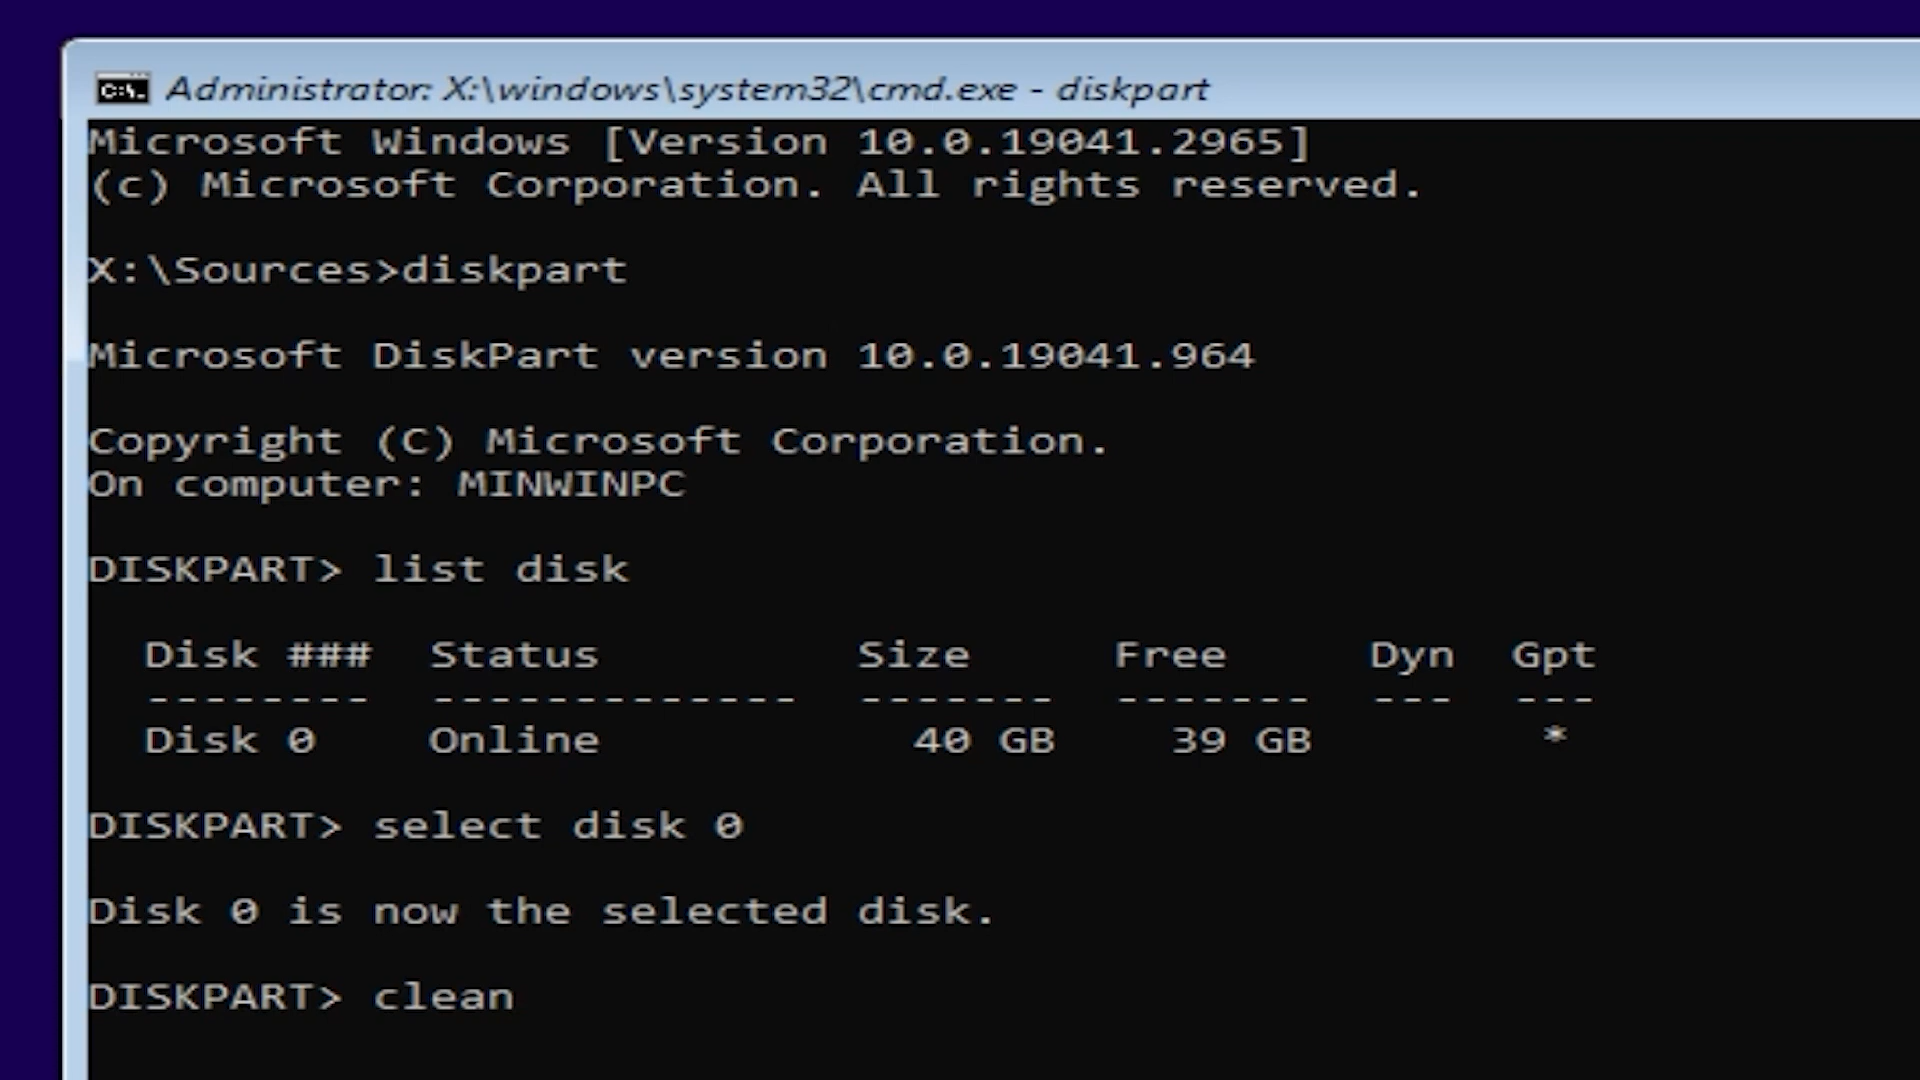 Administrator: X:\windows\system32\cmd.exe - diskpart
Microsoft Windows [Version 10.0.19041.2965]
(c) Microsoft Corporation. All rights reserved.
X:\Sources>diskpart
Microsoft DiskPart version 10.0.19041.964
Copyright (C) Microsoft Corporation.
On computer: MINWINPC
DISKPART> list disk
Disk ### Status Size Free Dyn Gpt
-------- ------------- ------- ------- --- ---
Disk 0 Online 40 GB 39 GB *
DISKPART> select disk 0
Disk 0 is now the selected disk.
DISKPART> clean